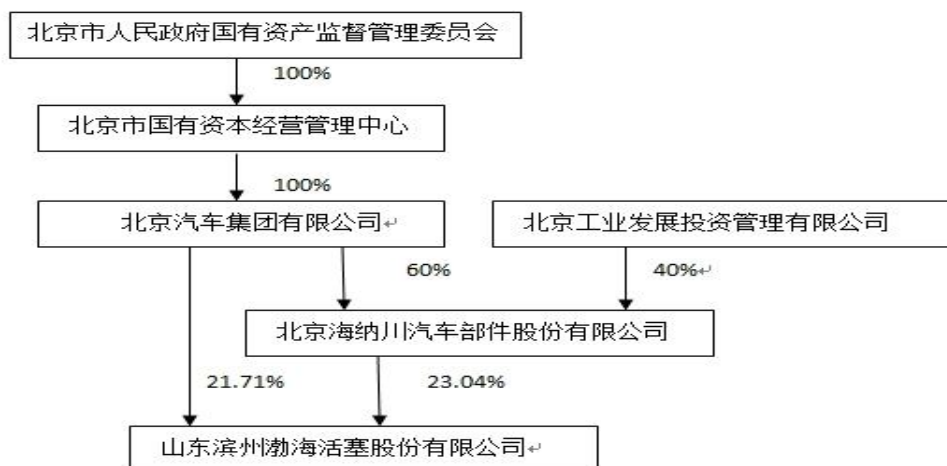 北京市人民政府国有资产监督管理委员会
100%
北京市国有资本经营管理中心
100%
北京汽车集团有限公司
北京工业发展投资管理有限公司
60%
40%
北京海纳川汽车部件股份有限公司
21.71%
23.04%
山东滨州渤海活塞股份有限公司